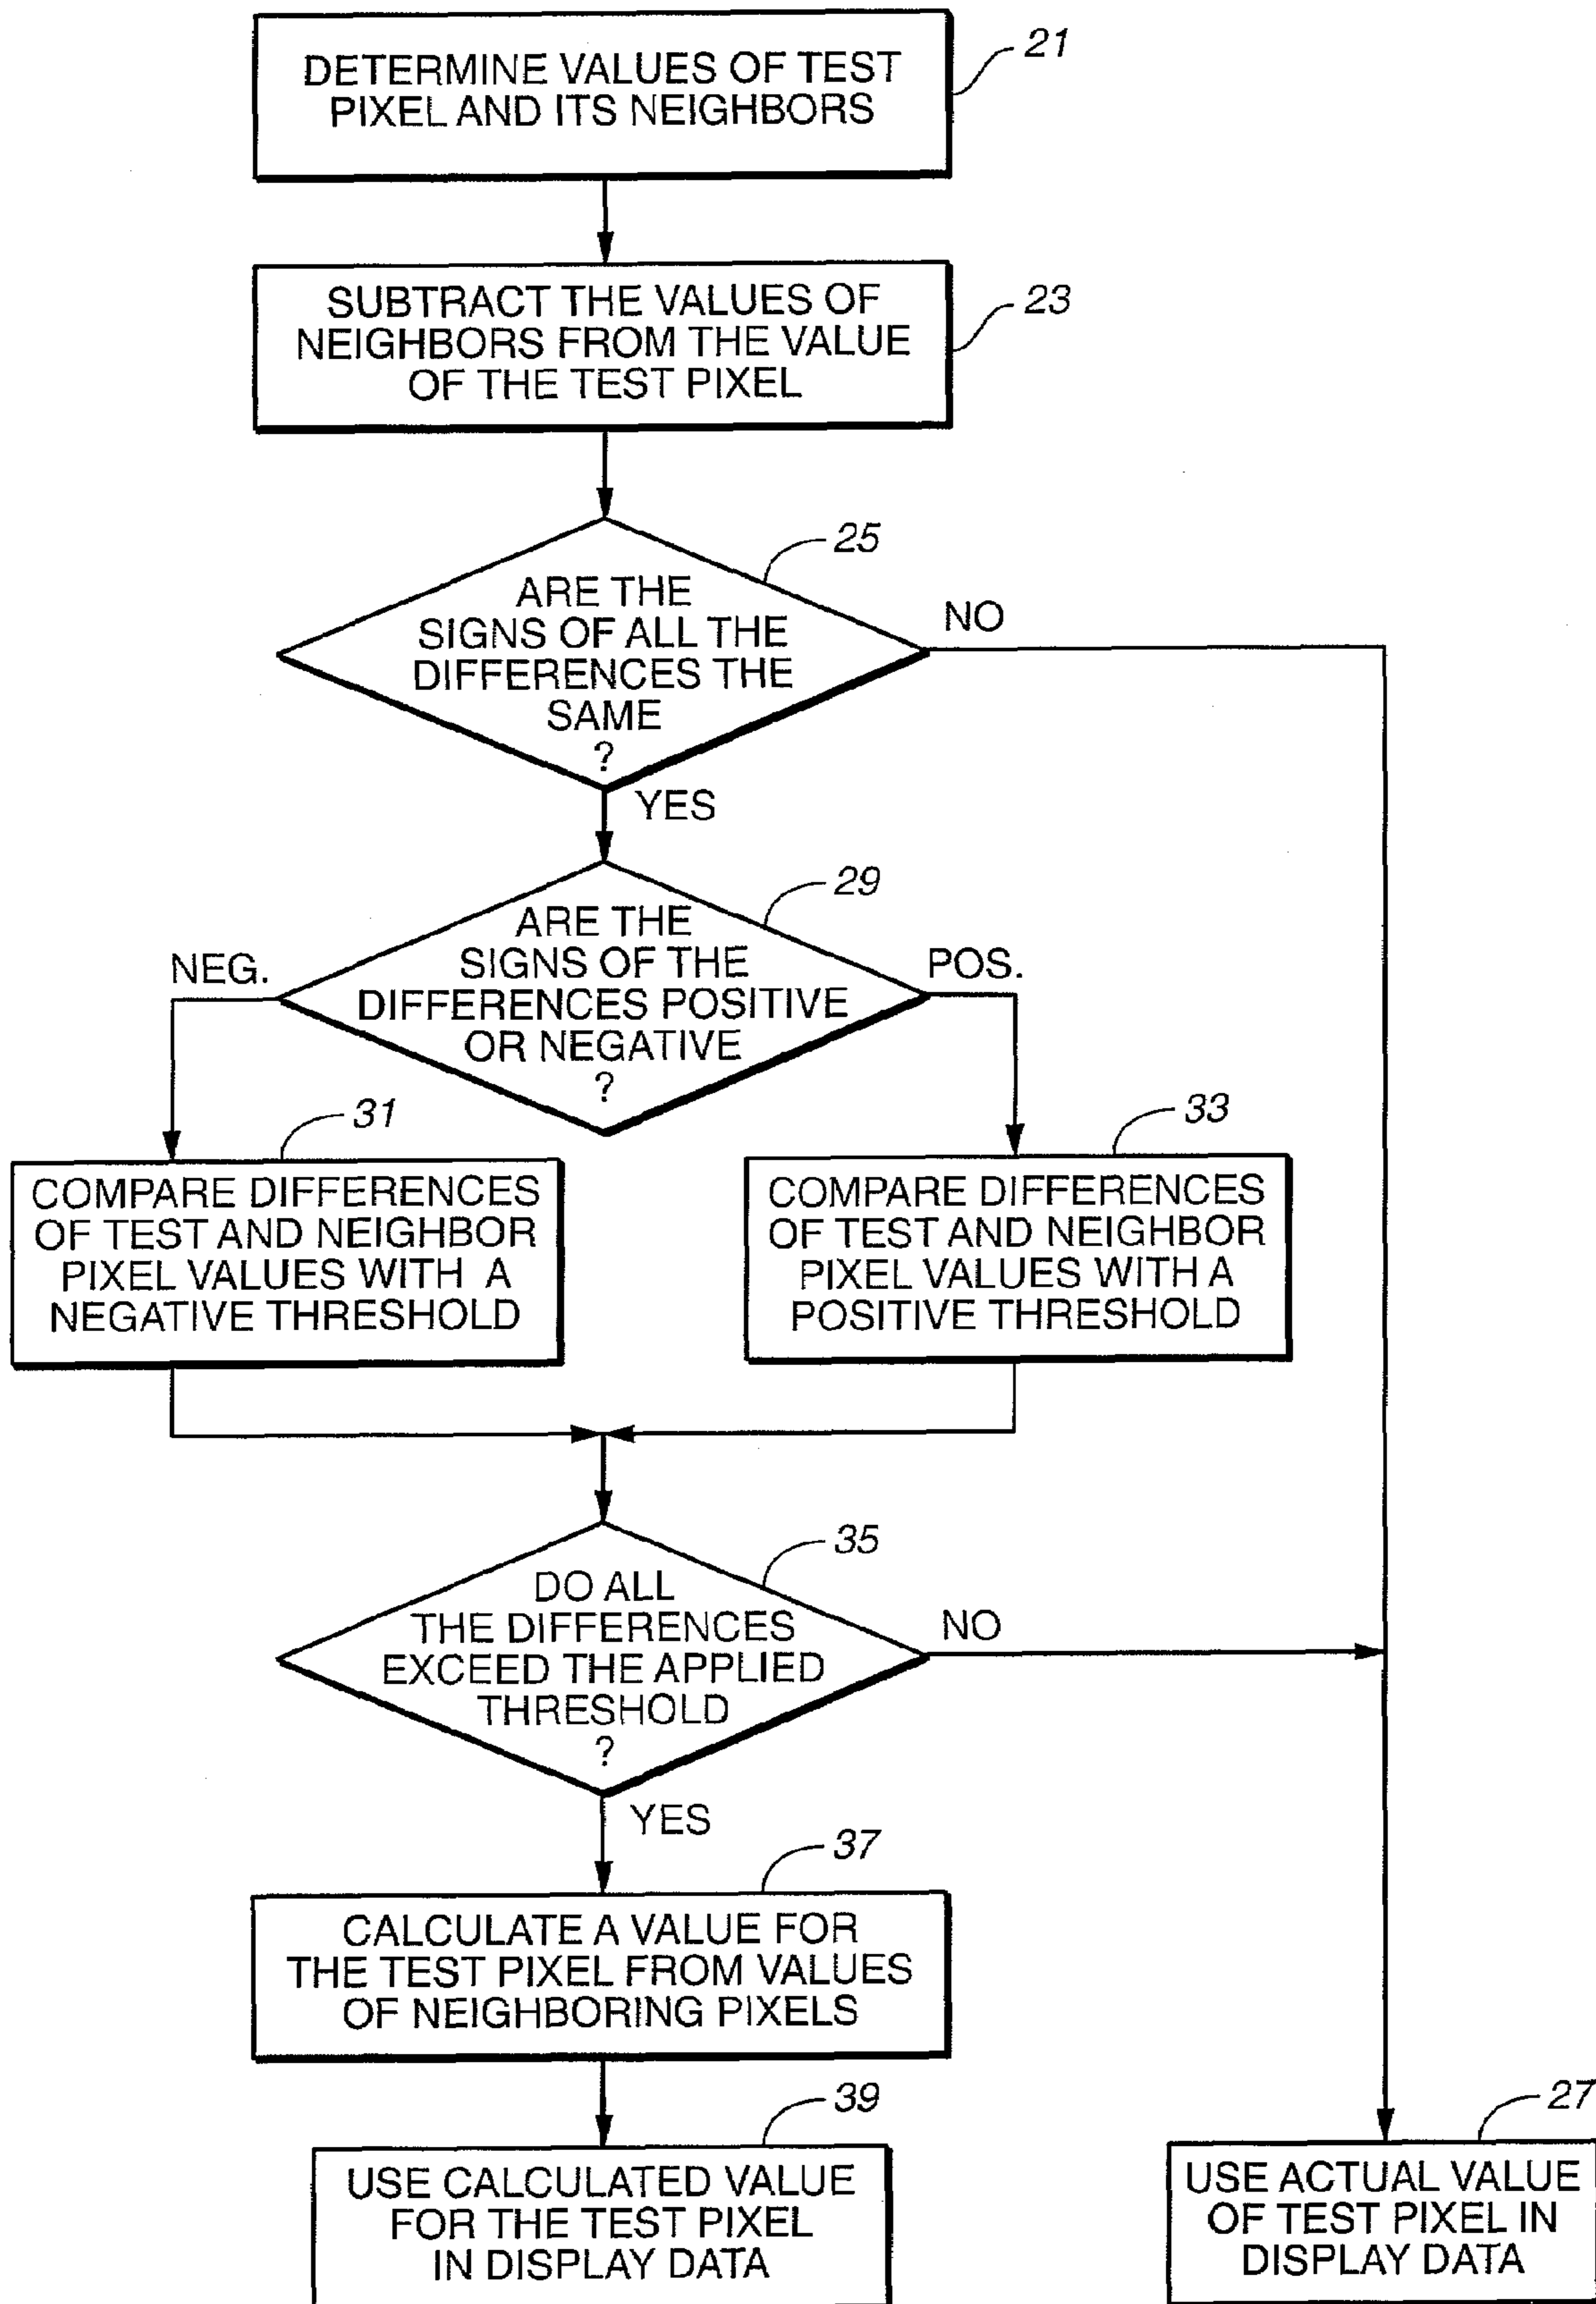 DETERMINE VALUES OF TEST
PIXEL AND ITS NEIGHBORS
21
SUBTRACT THE VALUES OF
NEIGHBORS FROM THE VALUE
OF THE TEST PIXEL
23
25
ARE THE
SIGNS OF ALL THE
DIFFERENCES THE
SAME
?
NO
YES
29
ARE THE
SIGNS OF THE
DIFFERENCES POSITIVE
OR NEGATIVE
?
NEG.
POS.
31
COMPARE DIFFERENCES
OF TEST AND NEIGHBOR
PIXEL VALUES WITH A
NEGATIVE THRESHOLD
33
COMPARE DIFFERENCES
OF TEST AND NEIGHBOR
PIXEL VALUES WITH A
POSITIVE THRESHOLD
35
DO ALL
THE DIFFERENCES
EXCEED THE APPLIED
THRESHOLD
?
NO
YES
37
CALCULATE A VALUE FOR
THE TEST PIXEL FROM VALUES
OF NEIGHBORING PIXELS
39
USE CALCULATED VALUE
FOR THE TEST PIXEL
IN DISPLAY DATA
27
USE ACTUAL VALUE
OF TEST PIXEL IN
DISPLAY DATA